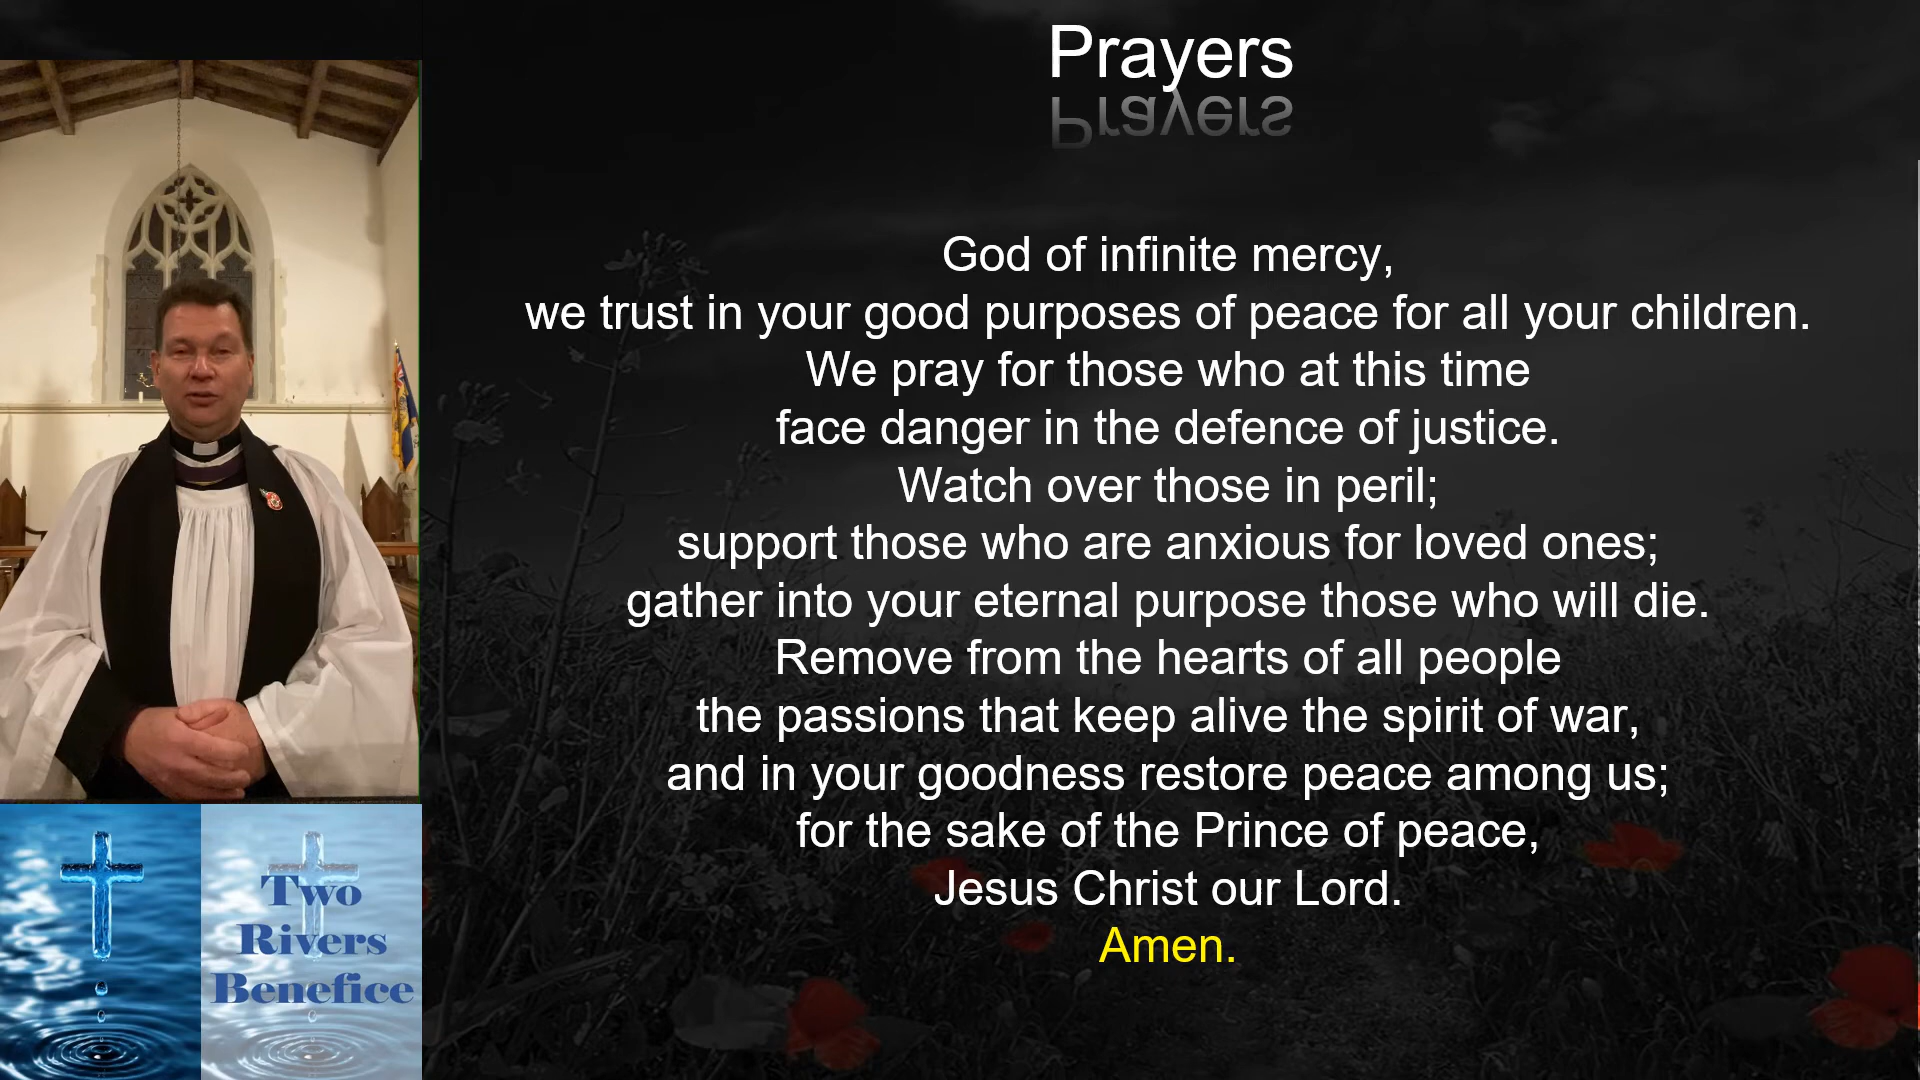 Prayers
God of infinite mercy,
we trust in your good purposes of peace for all your children.
We pray for those who at this time
face danger in the defence of justice.
Watch over those in peril;
support those who are anxious for loved ones;
gather into your eternal purpose those who will die.
Remove from the hearts of all people
the passions that keep alive the spirit of war,
and in your goodness restore peace among us;
for the sake of the Prince of peace,
Jesus Christ our Lord.
Amen.
Two
Rivers
Benefice